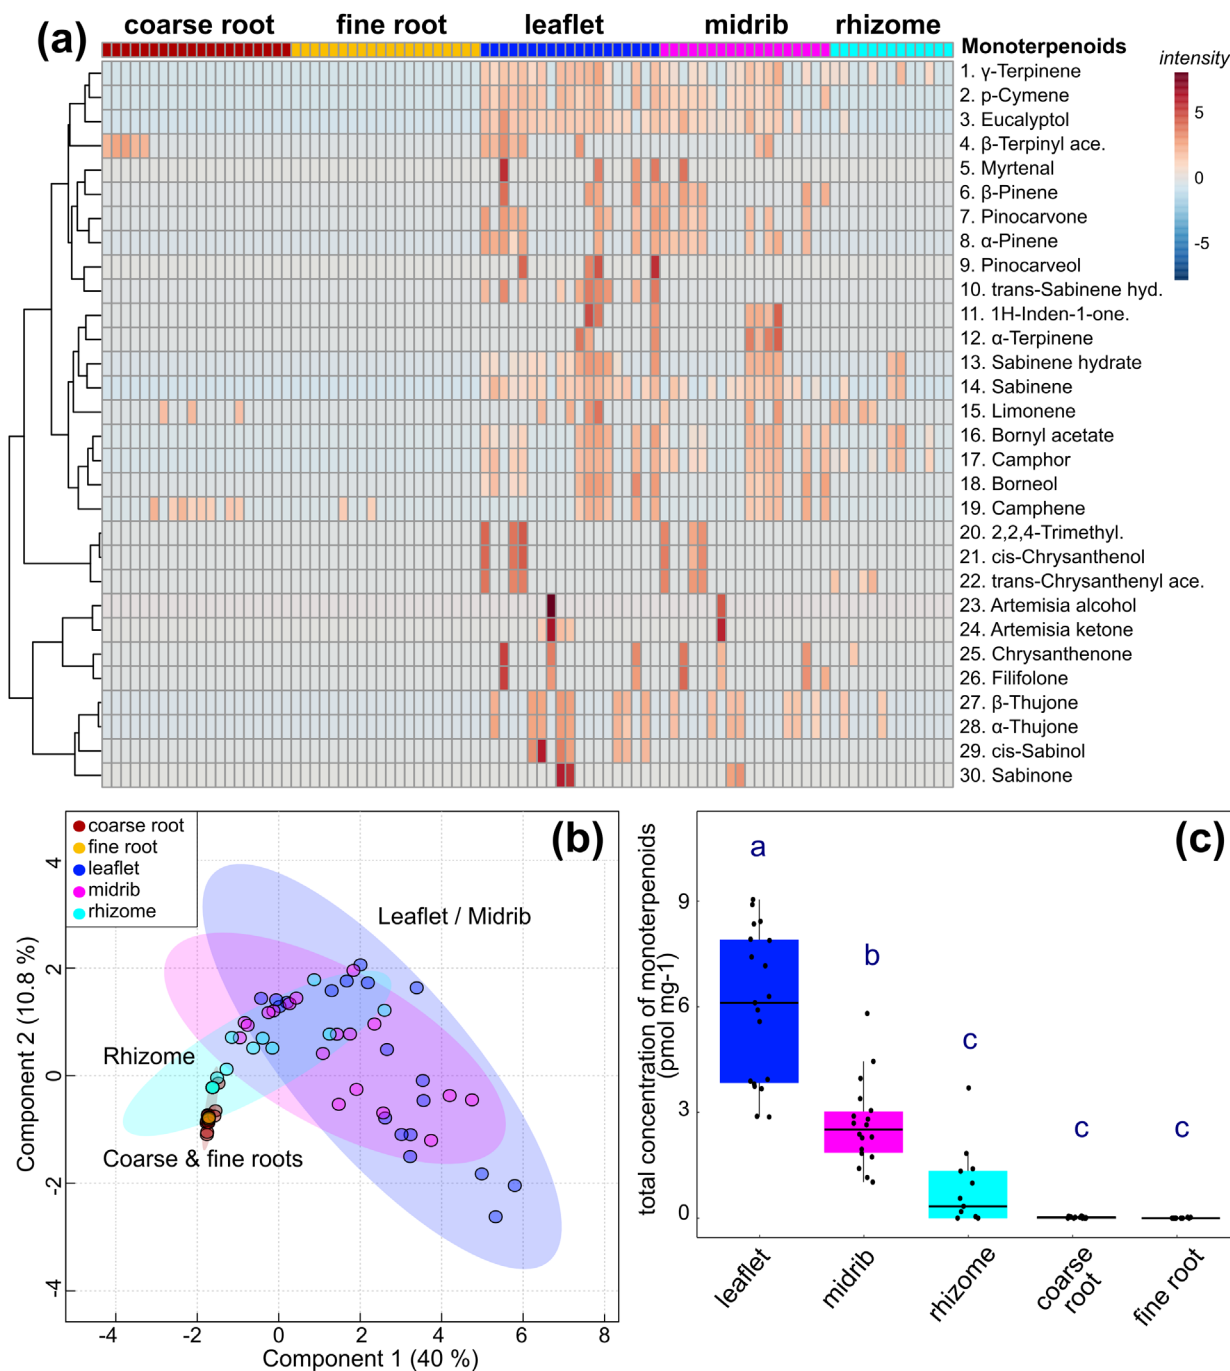 (a)
coarse root fine root leaflet midrib rhizome
Monoterpenoids
intensity
1. γ-Terpinene
2. p-Cymene
3. Eucalyptol
4. β-Terpinyl ace.
5. Myrtenal
6. β-Pinene
7. Pinocarvone
8. α-Pinene
9. Pinocarveol
10. trans-Sabinene hyd.
11. 1H-Inden-1-one.
12. α-Terpinene
13. Sabinene hydrate
14. Sabinene
15. Limonene
16. Bornyl acetate
17. Camphor
18. Borneol
19. Camphene
20. 2,2,4-Trimethyl.
21. cis-Chrysanthenol
22. trans-Chrysanthenyl ace.
23. Artemisia alcohol
24. Artemisia ketone
25. Chrysanthenone
26. Filifolone
27. β-Thujone
28. α-Thujone
29. cis-Sabinol
30. Sabinone
5
0
-5
(b)
coarse root
fine root
leaflet
midrib
rhizome
Leaflet / Midrib
Rhizome
Coarse & fine roots
Component 2 (10.8 %)
4
2
0
-2
-4
-4 -2 0 2 4 6 8
Component 1 (40 %)
(c)
total concentration of monoterpenoids
(pmol mg-1)
9
6
3
0
a
b
c
c
c
leaflet
midrib
rhizome
coarse
root
fine root